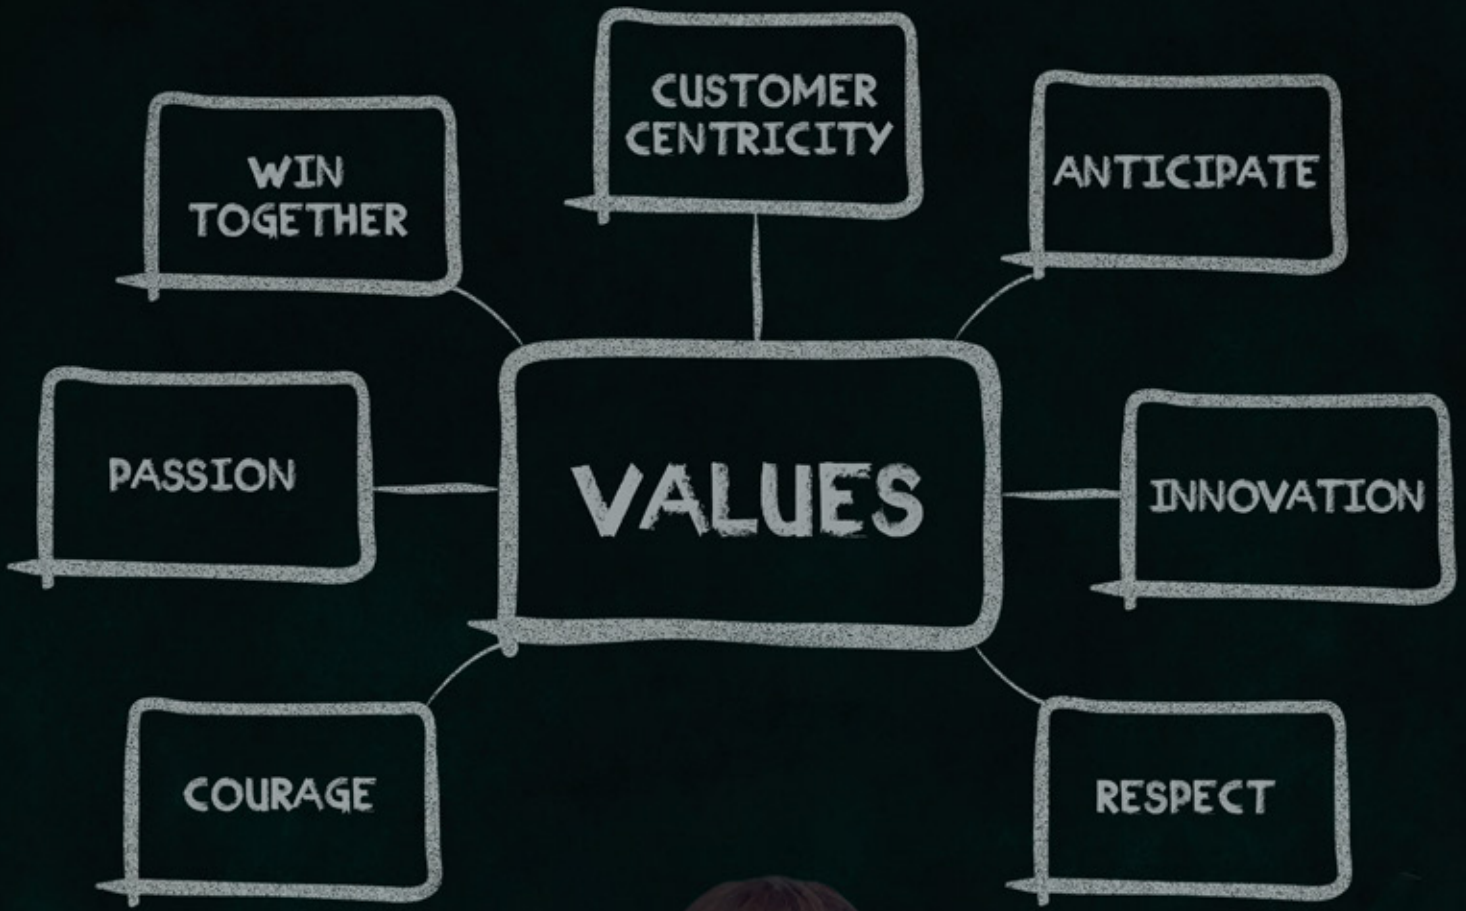 CUSTOMER
CENTRICITY
WIN
TOGETHER
ANTICIPATE
PASSION
VALUES
INNOVATION
COURAGE
RESPECT